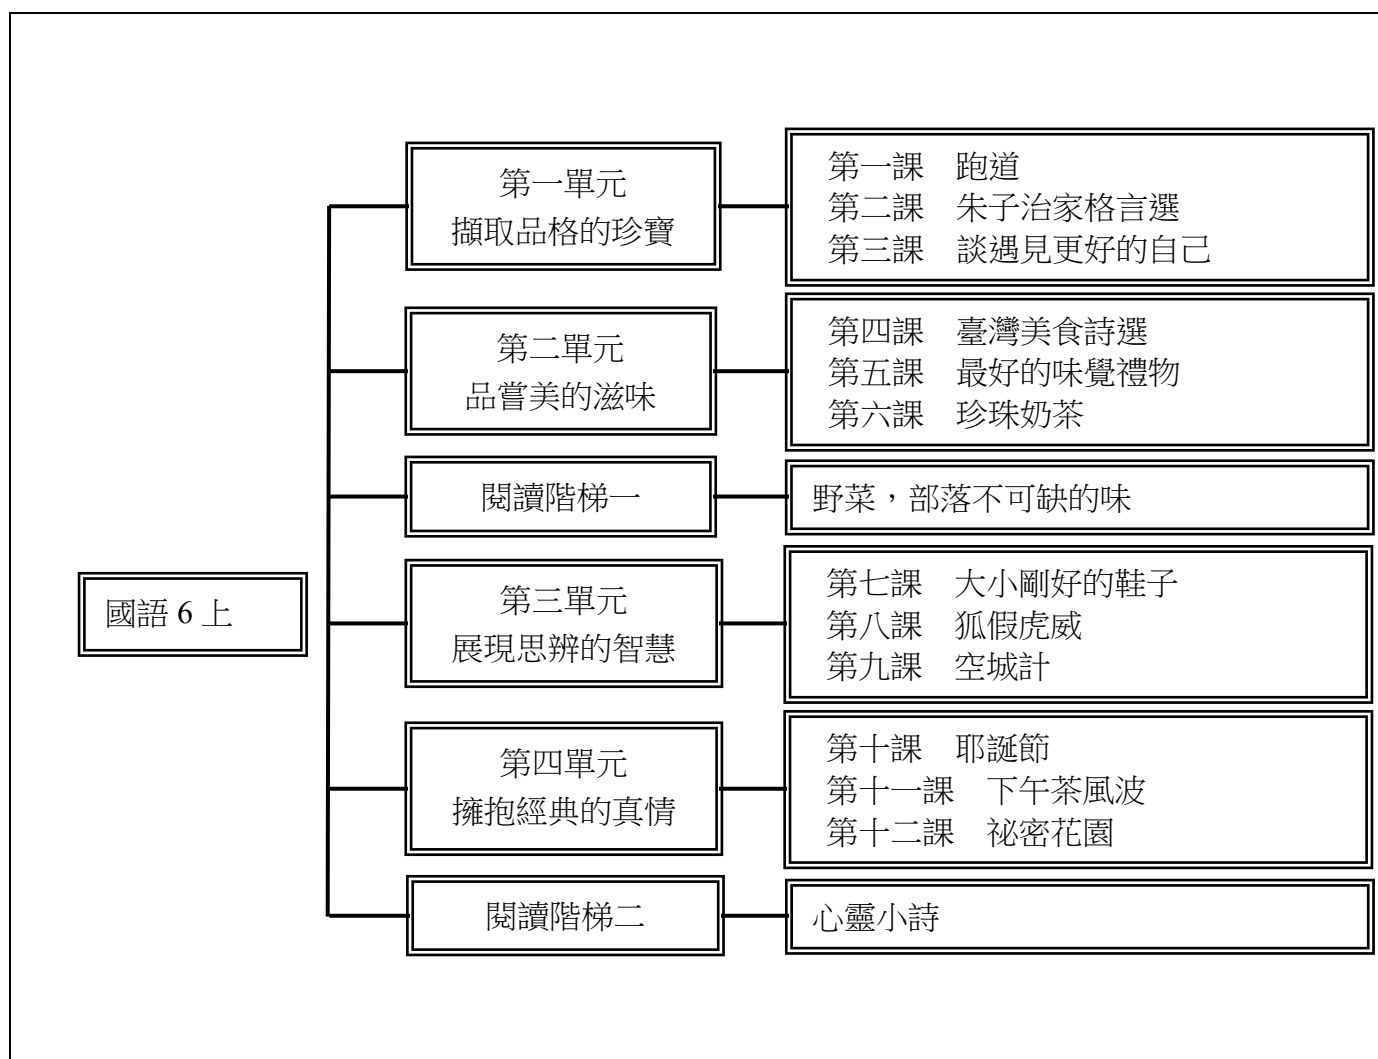 國語 6 上
第一單元
擷取品格的珍寶
第一課 跑道
第二課 朱子治家格言選
第三課 談遇見更好的自己
第二單元
品嘗美的滋味
第四課 臺灣美食詩選
第五課 最好的味覺禮物
第六課 珍珠奶茶
閱讀階梯一
野菜，部落不可缺的味
第三單元
展現思辨的智慧
第七課 大小剛好的鞋子
第八課 狐假虎威
第九課 空城計
第四單元
擁抱經典的真情
第十課 耶誕節
第十一課 下午茶風波
第十二課 祕密花園
閱讀階梯二
心靈小詩